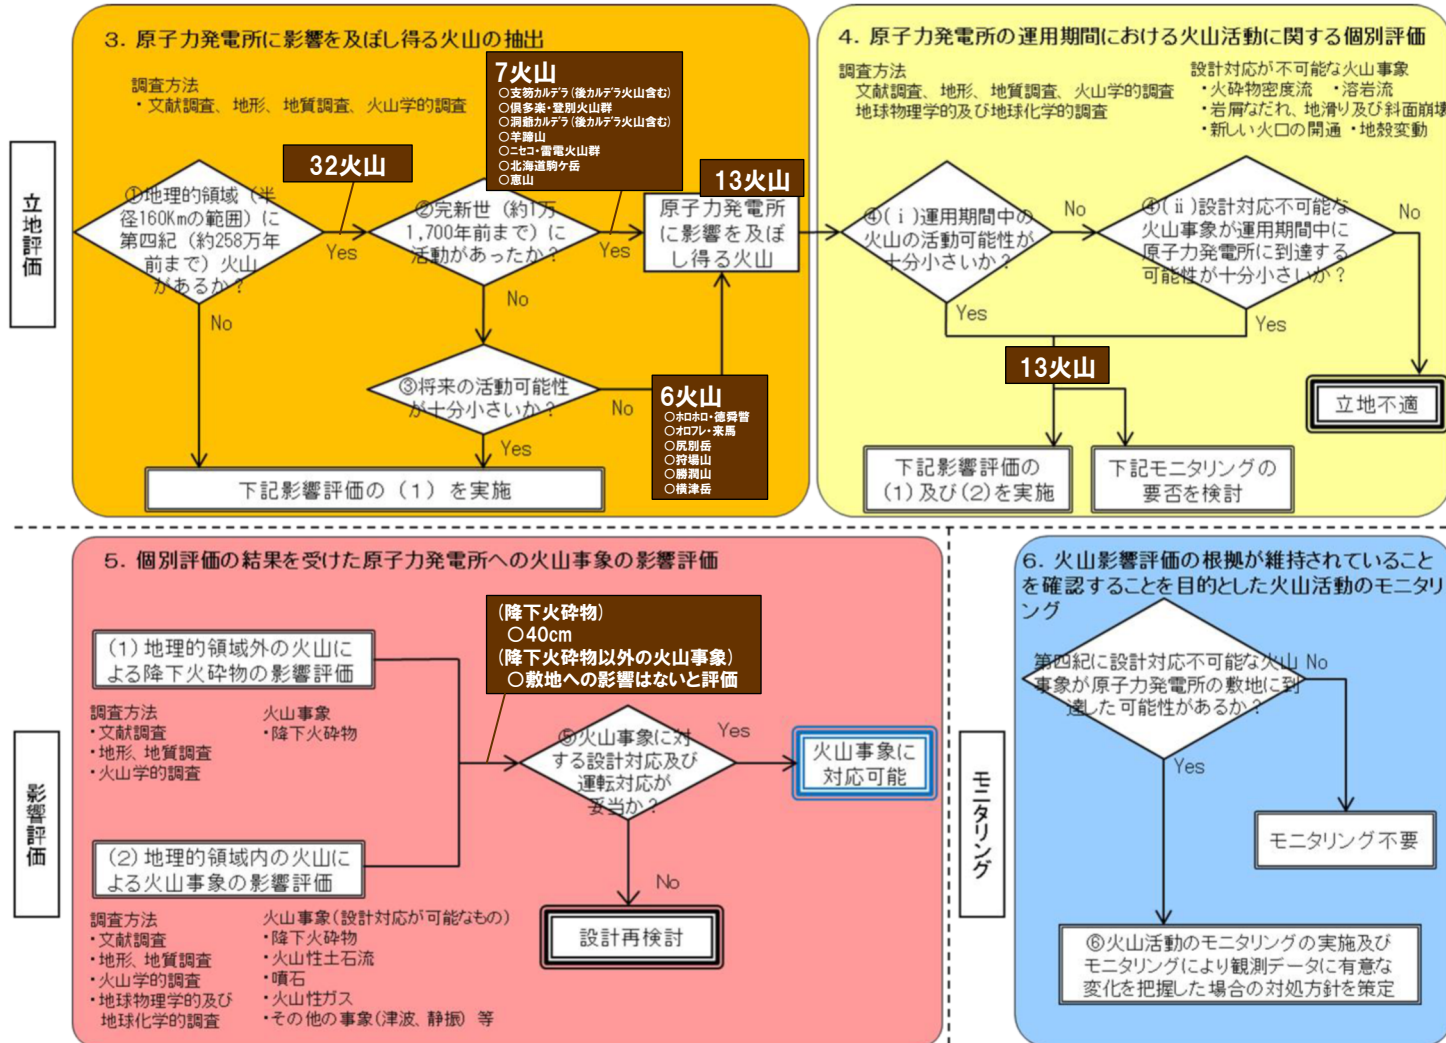 立地評価
3. 原子力発電所に影響を及ぼし得る火山の抽出
調査方法
・文献調査、地形、地質調査、火山学的調査
7火山
○支笏カルデラ(後カルデラ火山含む)
○倶多楽・登別火山群
○洞爺カルデラ(後カルデラ火山含む)
○羊蹄山
○ニセコ・雷電火山群
○北海道駒ケ岳
○恵山
32火山
13火山
①地理的領域（半
径160Kmの範囲）に
第四紀（約258万年
前まで）火山
があるか？
Yes
No
②完新世（約1万
1,700年前まで）に
活動があったか？
Yes
No
原子力発電所
に影響を及ぼ
し得る火山
③将来の活動可能性
が十分小さいか？
No
Yes
6火山
○ホロホロ・徳舜瞥
○オロフレ・来馬
○尻別岳
○狩場山
○勝澗山
○横津岳
下記影響評価の（1）を実施
4. 原子力発電所の運用期間における火山活動に関する個別評価
調査方法
文献調査、地形、地質調査、火山学的調査
地球物理学的及び地球化学的調査
設計対応が不可能な火山事象
・火砕物密度流 ・溶岩流
・岩屑なだれ、地滑り及び斜面崩壊
・新しい火口の開通 ・地殻変動
④(ⅰ)運用期間中の
火山の活動可能性が
十分小さいか？
No
Yes
④(ⅱ)設計対応不可能な
火山事象が運用期間中に
原子力発電所に到達する
可能性が十分小さいか？
No
Yes
13火山
立地不適
下記影響評価の
(1)及び(2)を実施
下記モニタリングの
要否を検討
影響評価
5. 個別評価の結果を受けた原子力発電所への火山事象の影響評価
(1)地理的領域外の火山に
よる降下火砕物の影響評価
調査方法
・文献調査
・地形、地質調査
・火山学的調査
火山事象
・降下火砕物
(降下火砕物)
○40cm
(降下火砕物以外の火山事象)
○敷地への影響はないと評価
⑤火山事象に対
する設計対応及び
運転対応が
妥当か？
Yes
火山事象に
対応可能
No
設計再検討
(2)地理的領域内の火山に
よる火山事象の影響評価
調査方法
・文献調査
・地形、地質調査
・火山学的調査
・地球物理学的及び
地球化学的調査
火山事象(設計対応が可能なもの)
・降下火砕物
・火山性土石流
・噴石
・火山性ガス
・その他の事象(津波、静振) 等
モニタリング
6. 火山影響評価の根拠が維持されていること
を確認することを目的とした火山活動のモニタリ
ング
第四紀に設計対応不可能な火山
事象が原子力発電所の敷地に到
達した可能性があるか？
No
Yes
モニタリング不要
⑥火山活動のモニタリングの実施及び
モニタリングにより観測データに有意な
変化を把握した場合の対処方針を策定